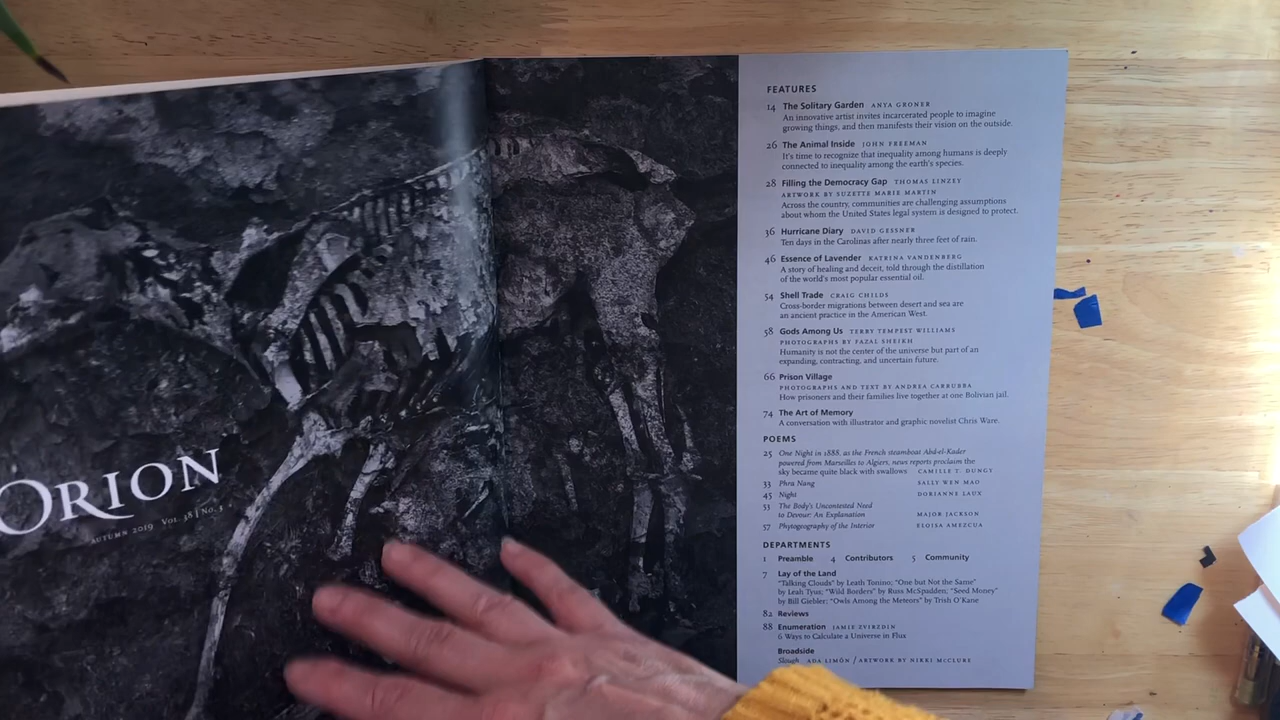 ORION
AUTUMN 2019 VOL. 38 | No. 3
FEATURES
14 The Solitary Garden ANYA GRONER
An innovative artist invites incarcerated people to imagine
growing things, and then manifests their vision on the outside.
26 The Animal Inside JOHN FREEMAN
It's time to recognize that inequality among humans is deeply
connected to inequality among the earth's species.
28 Filling the Democracy Gap THOMAS LINZEY
ARTWORK BY SUZETTE MARIE MARTIN
Across the country, communities are challenging assumptions
about whom the United States legal system is designed to protect.
36 Hurricane Diary DAVID GESSNER
Ten days in the Carolinas after nearly three feet of rain.
46 Essence of Lavender KATRINA VANDENBERG
A story of healing and deceit, told through the distillation
of the world's most popular essential oil.
54 Shell Trade CRAIG CHILDS
Cross-border migrations between desert and sea are
an ancient practice in the American West.
58 Gods Among Us TERRY TEMPEST WILLIAMS
PHOTOGRAPHS BY FAZAL SHEIKH
Humanity is not the center of the universe but part of an
expanding, contracting, and uncertain future.
66 Prison Village
PHOTOGRAPHS AND TEXT BY ANDREA CARRUBBA
How prisoners and their families live together at one Bolivian jail.
74 The Art of Memory
A conversation with illustrator and graphic novelist Chris Ware.
POEMS
25 One Night in 1888, as the French steamboat Abd-el-Kader
powered from Marseilles to Algiers, news reports proclaim the
sky became quite black with swallows CAMILLE T. DUNGY
33 Phra Nang SALLY WEN MAO
45 Night DORIANNE LAUX
53 The Body's Uncontested Need
to Devour: An Explanation MAJOR JACKSON
57 Phytogeography of the Interior ELOISA AMEZCUA
DEPARTMENTS
1 Preamble 4 Contributors 5 Community
7 Lay of the Land
"Talking Clouds" by Leath Tonino; "One but Not the Same"
by Leah Tyus; "Wild Borders" by Russ McSpadden; "Seed Money"
by Bill Giebler; "Owls Among the Meteors" by Trish O'Kane
82 Reviews
88 Enumeration JAMIE ZVIRZDIN
6 Ways to Calculate a Universe in Flux
Broadside
Slough ADA LIMÓN / ARTWORK BY NIKKI MCCLURE